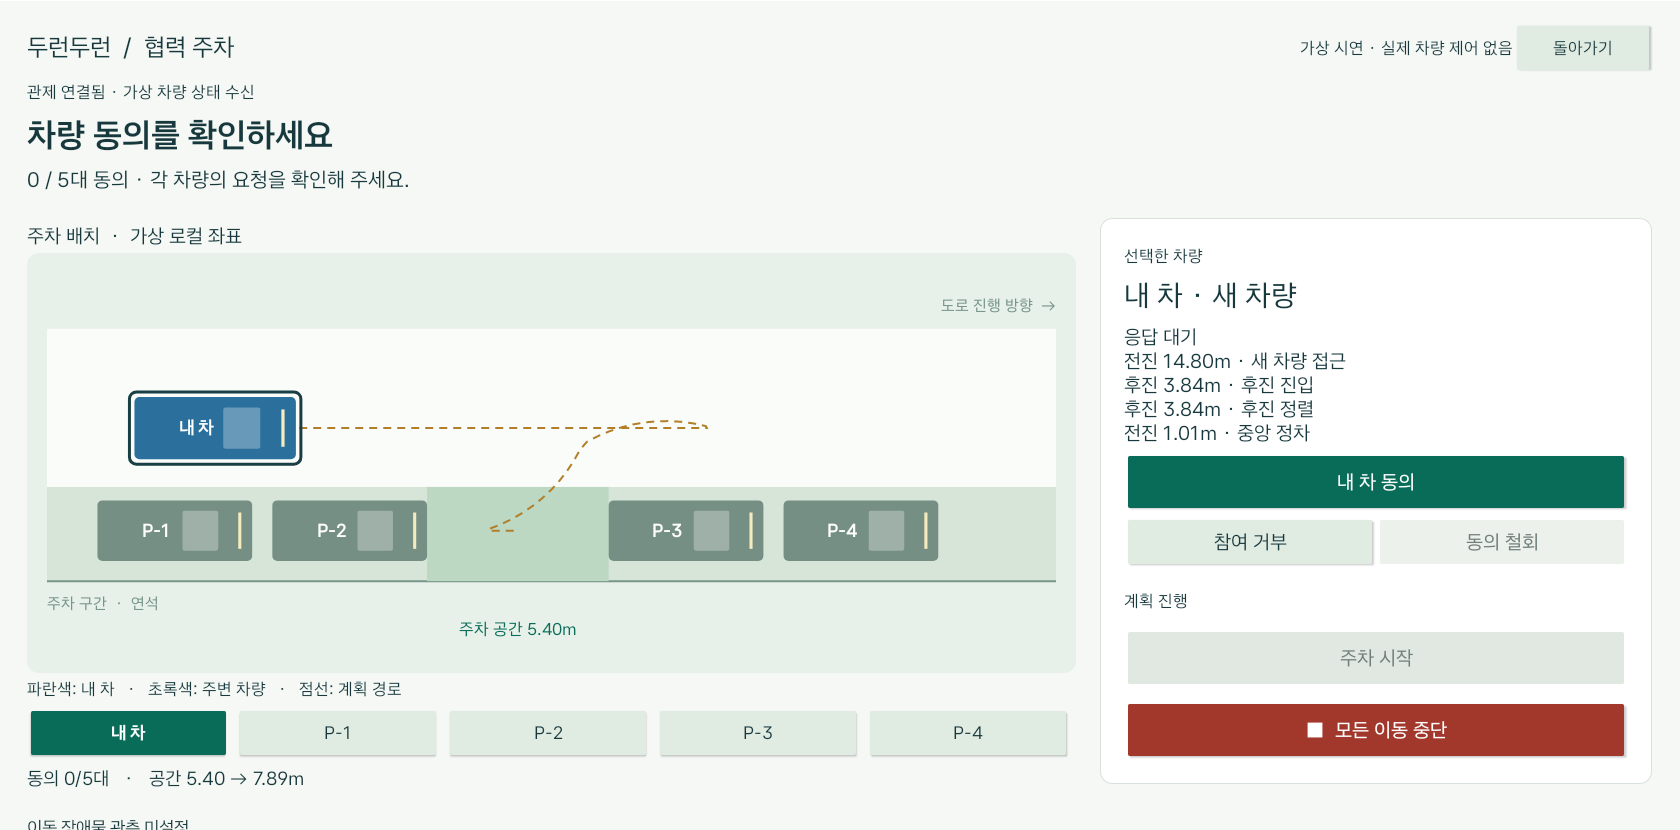 두런두런 / 협력 주차
가상 시연 · 실제 차량 제어 없음
돌아가기
관제 연결됨 · 가상 차량 상태 수신
차량 동의를 확인하세요
0 / 5대 동의 · 각 차량의 요청을 확인해 주세요.
주차 배치 · 가상 로컬 좌표
도로 진행 방향 →
내 차
P-1
P-2
P-3
P-4
주차 구간 · 연석
주차 공간 5.40m
파란색: 내 차 · 초록색: 주변 차량 · 점선: 계획 경로
내 차
P-1
P-2
P-3
P-4
동의 0/5대 · 공간 5.40 → 7.89m
이동 장애물 관측 미설정
선택한 차량
내 차 · 새 차량
응답 대기
전진 14.80m · 새 차량 접근
후진 3.84m · 후진 진입
후진 3.84m · 후진 정렬
전진 1.01m · 중앙 정차
내 차 동의
참여 거부
동의 철회
계획 진행
주차 시작
■ 모든 이동 중단